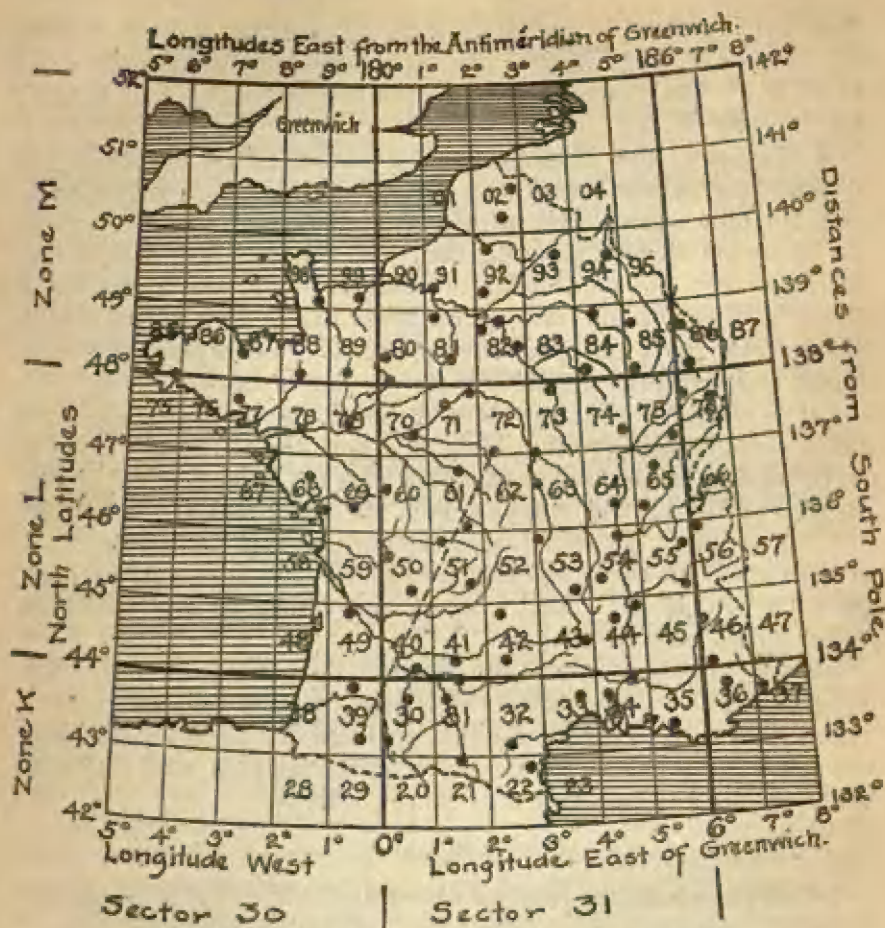 Longitudes East from the Antiméridian of Greenwich.
5° 6° 7° 8° 9° 180° 1° 2° 3° 4° 5° 186° 7° 8°
52° 142°
Greenwich
51° 141°
01 02 03 04
50° 140°
98 99 90 91 92 93 94 95
49° 139°
85 86 87 88 89 80 81 82 83 84 85 86 87
48° 138°
75 76 77 78 79 70 71 72 73 74 75 76
47° 137°
67 68 69 60 61 62 63 64 65 66
46° 136°
58 59 50 51 52 53 54 55 56 57
45° 135°
48 49 40 41 42 43 44 45 46 47
44° 134°
38 39 30 31 32 33 34 35 36 37
43° 133°
28 29 20 21 22 23
42° 132°
5° 4° 3° 2° 1° 0° 1° 2° 3° 4° 5° 6° 7° 8°
Longitude West Longitude East of Greenwich.
Sector 30 Sector 31
Zone M
Zone L
North Latitudes
Zone K
Distances from South Pole